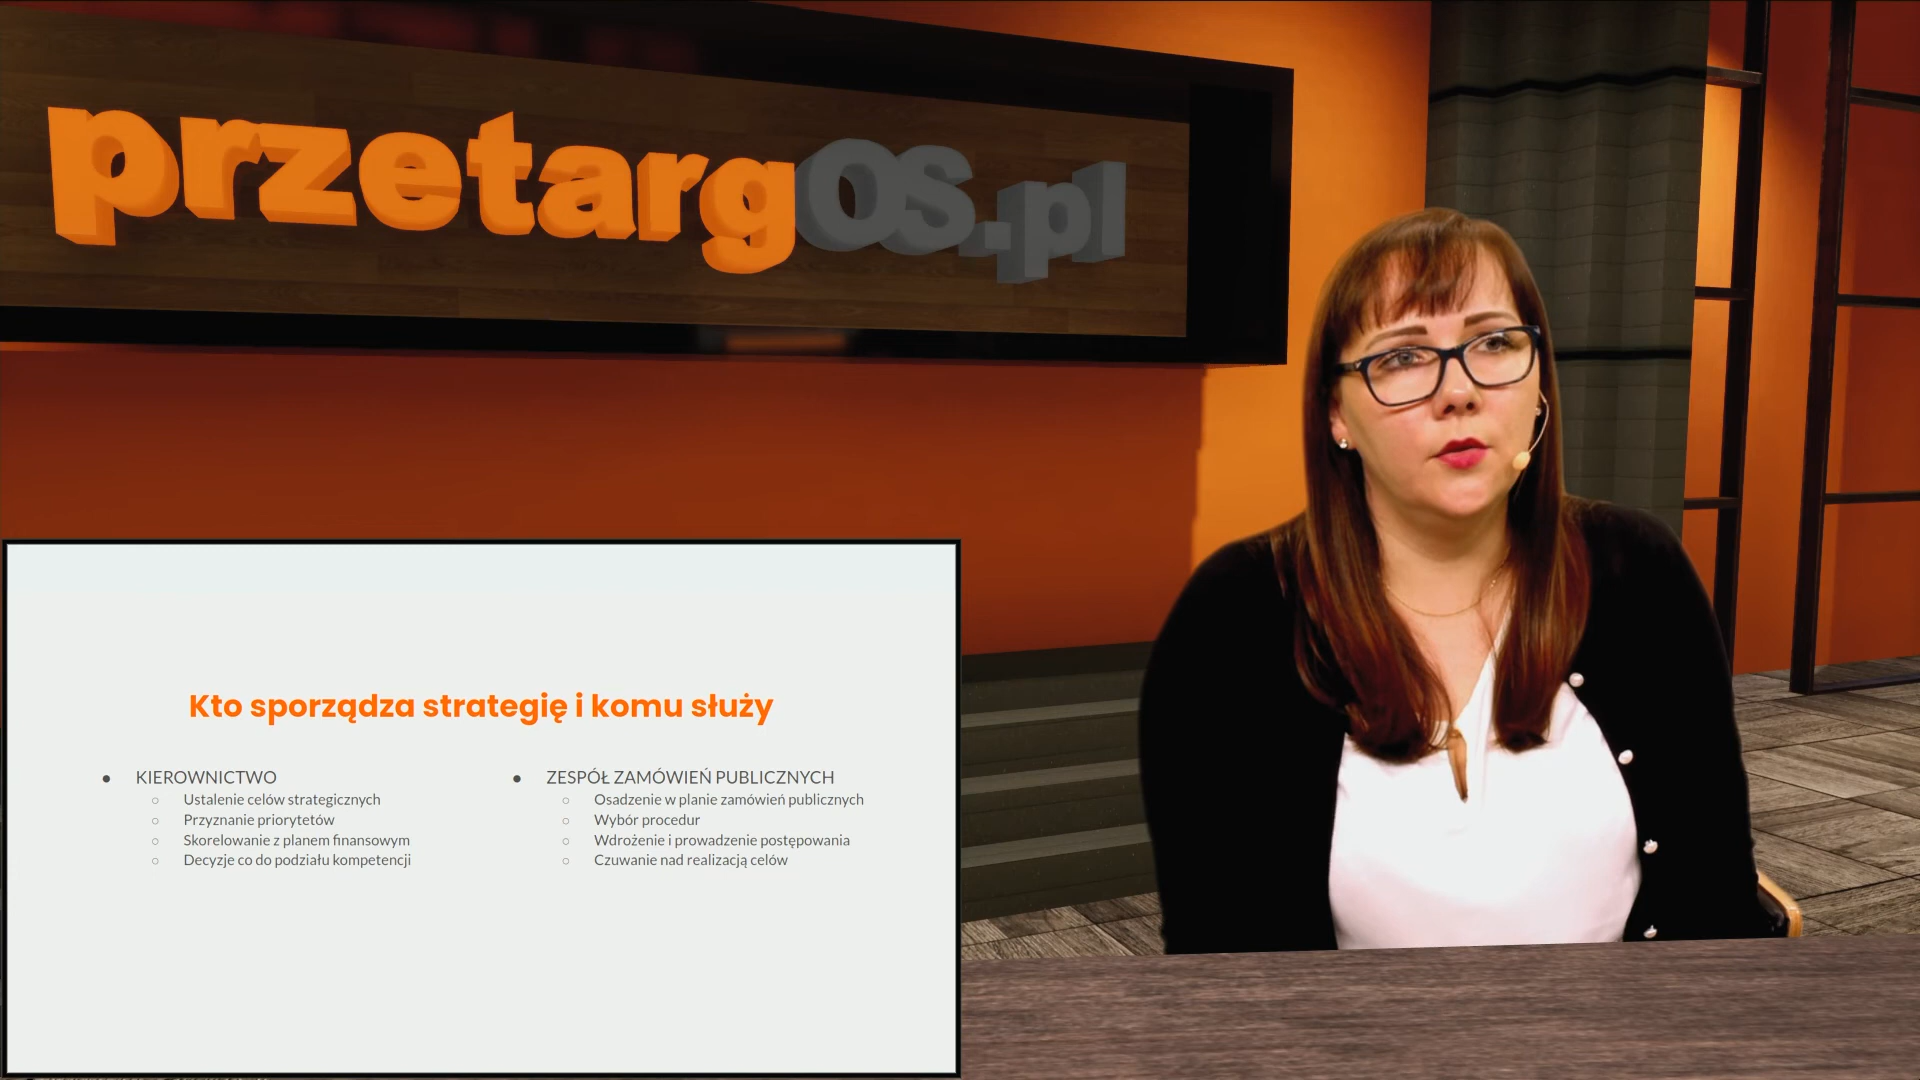 przetargOS.pl
Kto sporządza strategię i komu służy
● KIEROWNICTWO
○ Ustalenie celów strategicznych
○ Przyznanie priorytetów
○ Skorelowanie z planem finansowym
○ Decyzje co do podziału kompetencji
● ZESPÓŁ ZAMÓWIEŃ PUBLICZNYCH
○ Osadzenie w planie zamówień publicznych
○ Wybór procedur
○ Wdrożenie i prowadzenie postępowania
○ Czuwanie nad realizacją celów